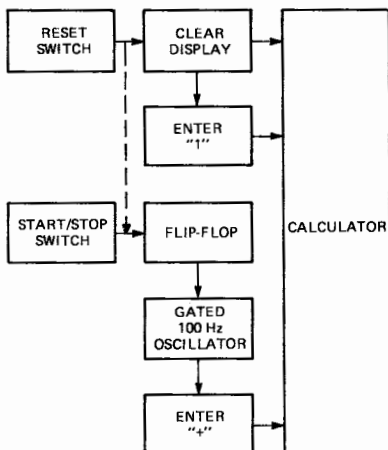 RESET
SWITCH
CLEAR
DISPLAY
ENTER
"1"
START/STOP
SWITCH
FLIP-FLOP
CALCULATOR
GATED
100 Hz
OSCILLATOR
ENTER
"+"